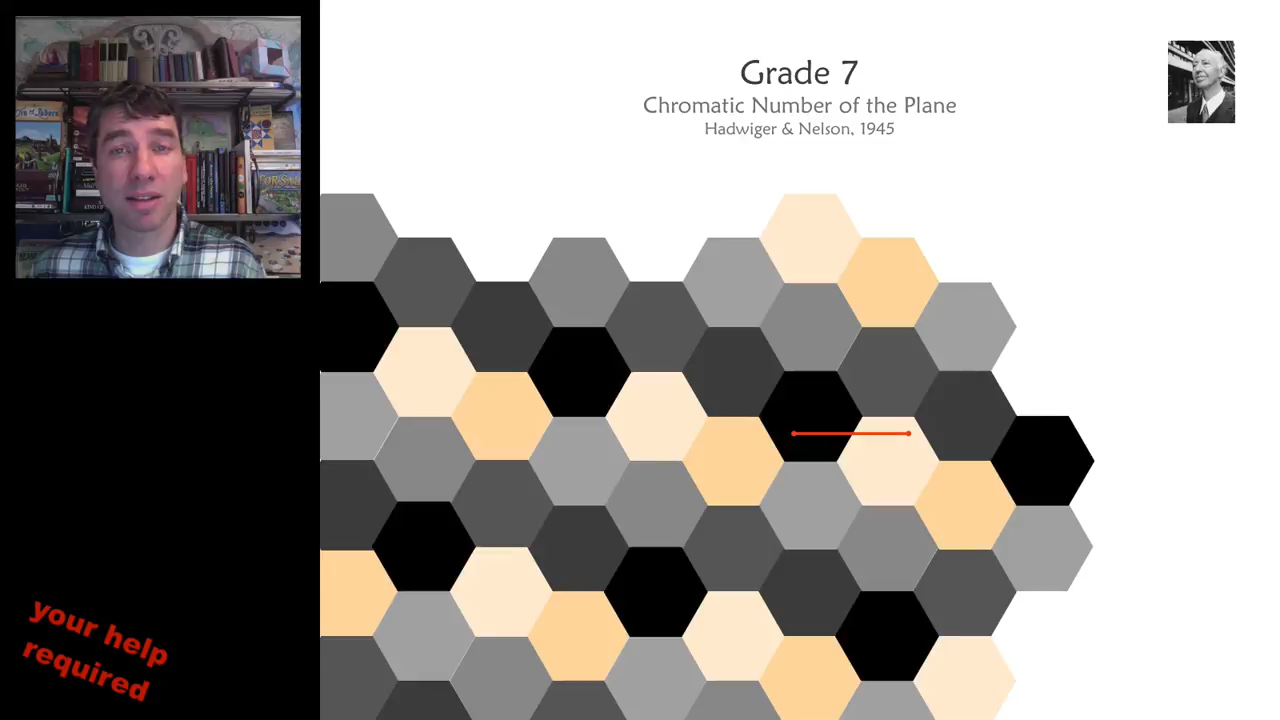 Grade 7
Chromatic Number of the Plane
Hadwiger & Nelson, 1945
your help
required